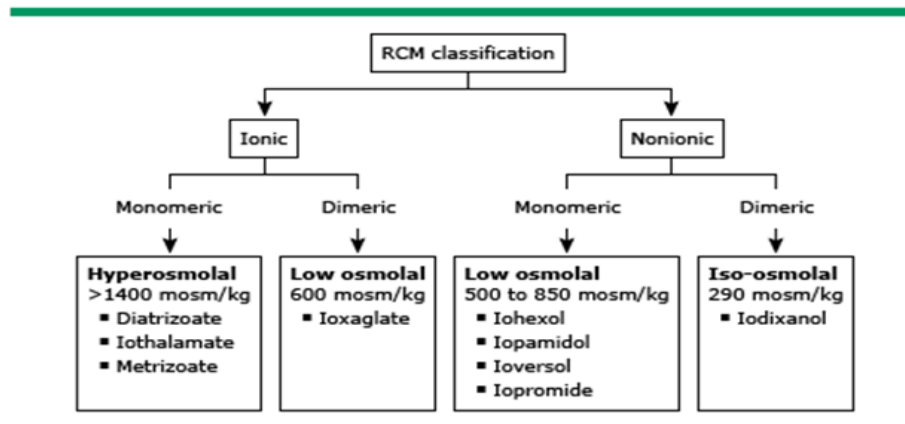 RCM classification
Ionic
Nonionic
Monomeric
Dimeric
Monomeric
Dimeric
Hyperosmolal
>1400 mosm/kg
▪ Diatrizoate
▪ Iothalamate
▪ Metrizoate
Low osmolal
600 mosm/kg
▪ Ioxaglate
Low osmolal
500 to 850 mosm/kg
▪ Iohexol
▪ Iopamidol
▪ Ioversol
▪ Iopromide
Iso-osmolal
290 mosm/kg
▪ Iodixanol